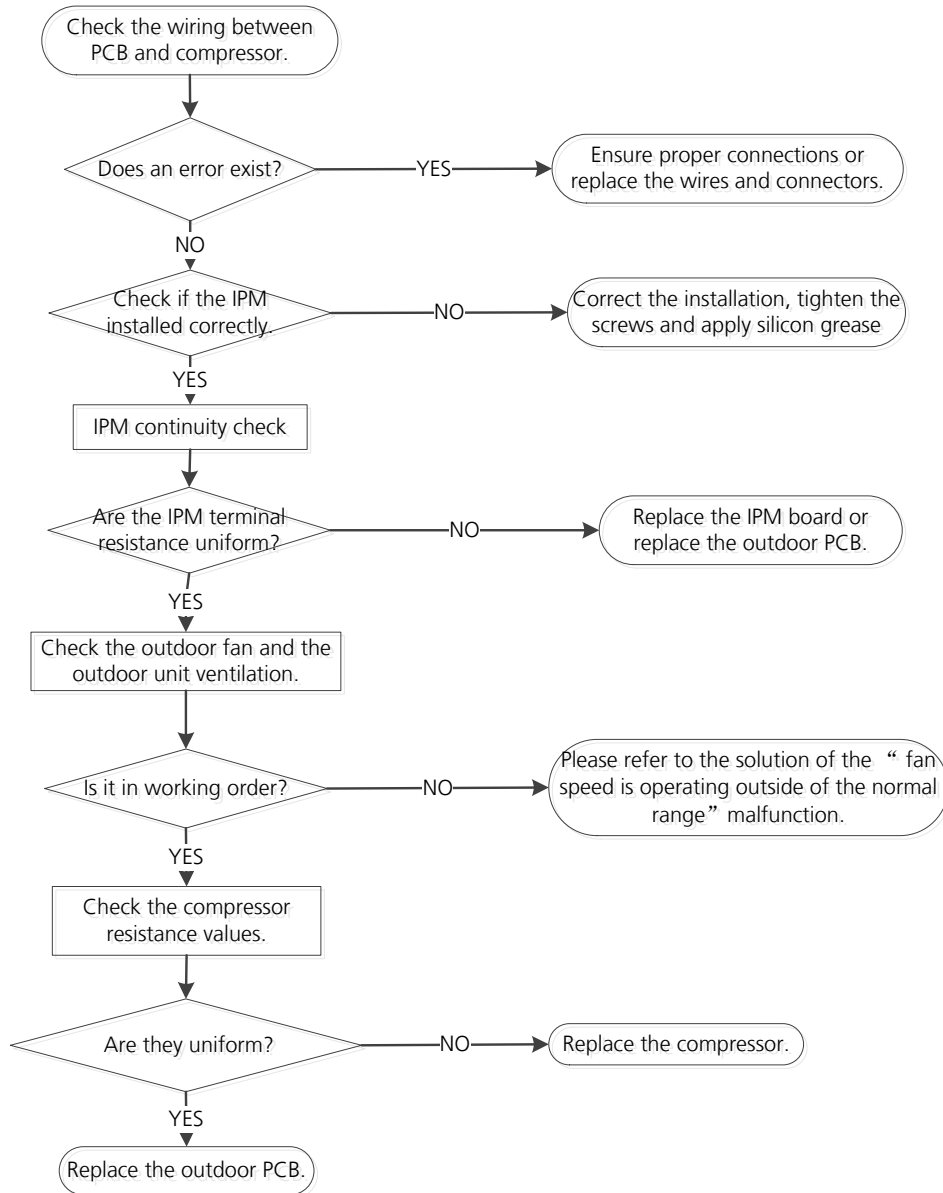 Check the wiring between
PCB and compressor.
Does an error exist?
YES
Ensure proper connections or
replace the wires and connectors.
NO
Check if the IPM
installed correctly.
NO
Correct the installation, tighten the
screws and apply silicon grease
YES
IPM continuity check
Are the IPM terminal
resistance uniform?
NO
Replace the IPM board or
replace the outdoor PCB.
YES
Check the outdoor fan and the
outdoor unit ventilation.
Is it in working order?
NO
Please refer to the solution of the “ fan
speed is operating outside of the normal
range” malfunction.
YES
Check the compressor
resistance values.
Are they uniform?
NO
Replace the compressor.
YES
Replace the outdoor PCB.